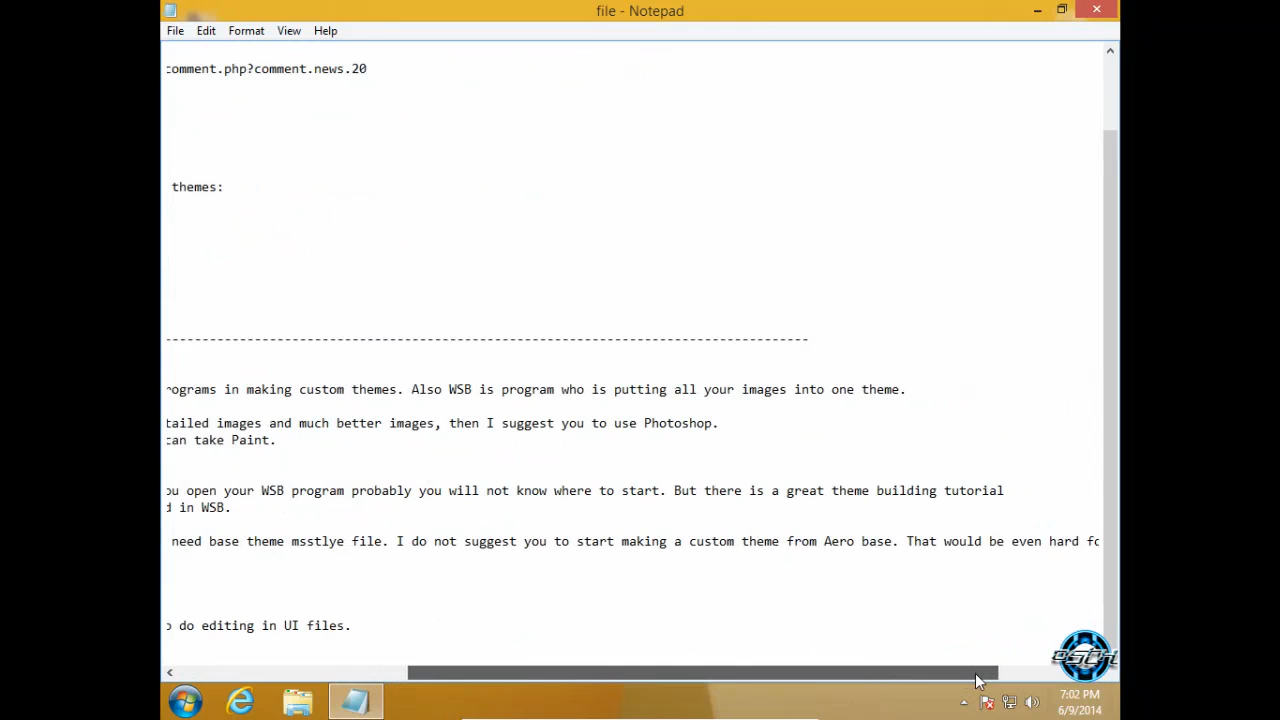 file - Notepad
File Edit Format View Help
comment.php?comment.news.20
themes:
--------------------------------------------------------------------------------------
rograms in making custom themes. Also WSB is program who is putting all your images into one theme.
tailed images and much better images, then I suggest you to use Photoshop.
can take Paint.
ou open your WSB program probably you will not know where to start. But there is a great theme building tutorial
d in WSB.
need base theme msstlye file. I do not suggest you to start making a custom theme from Aero base. That would be even hard fo
o do editing in UI files.
7:02 PM
6/9/2014